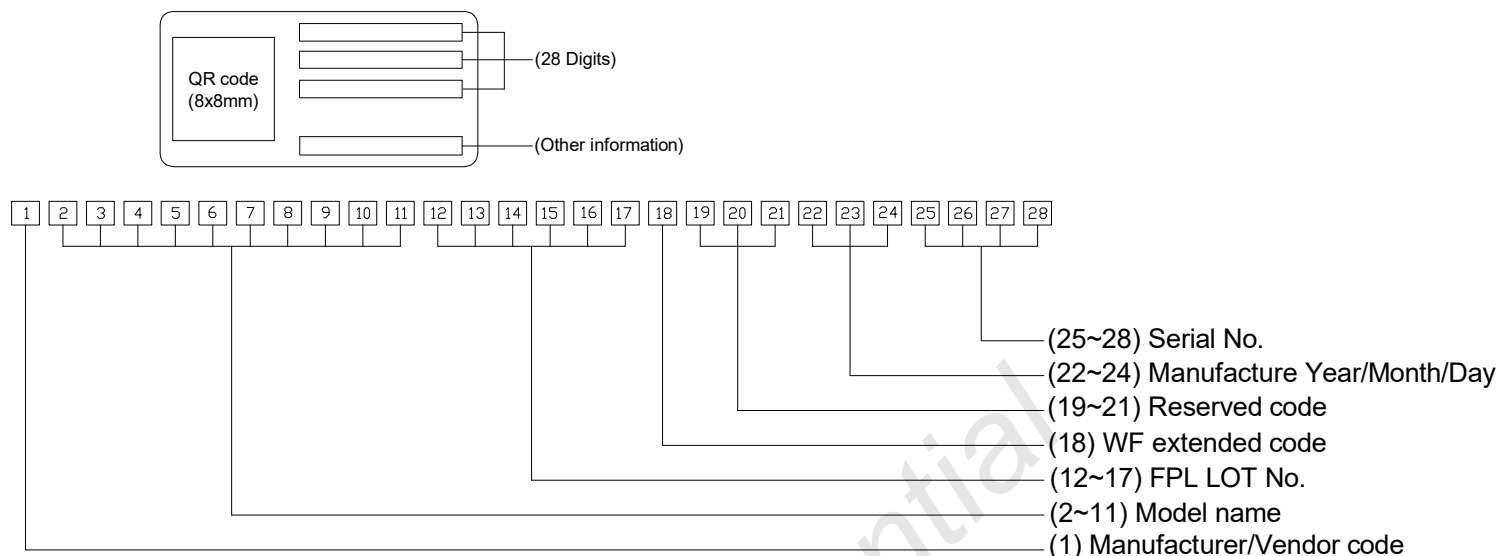 QR code
(8x8mm)
(28 Digits)
(Other information)
1 2 3 4 5 6 7 8 9 10 11 12 13 14 15 16 17 18 19 20 21 22 23 24 25 26 27 28
(25~28) Serial No.
(22~24) Manufacture Year/Month/Day
(19~21) Reserved code
(18) WF extended code
(12~17) FPL LOT No.
(2~11) Model name
(1) Manufacturer/Vendor code
ntial